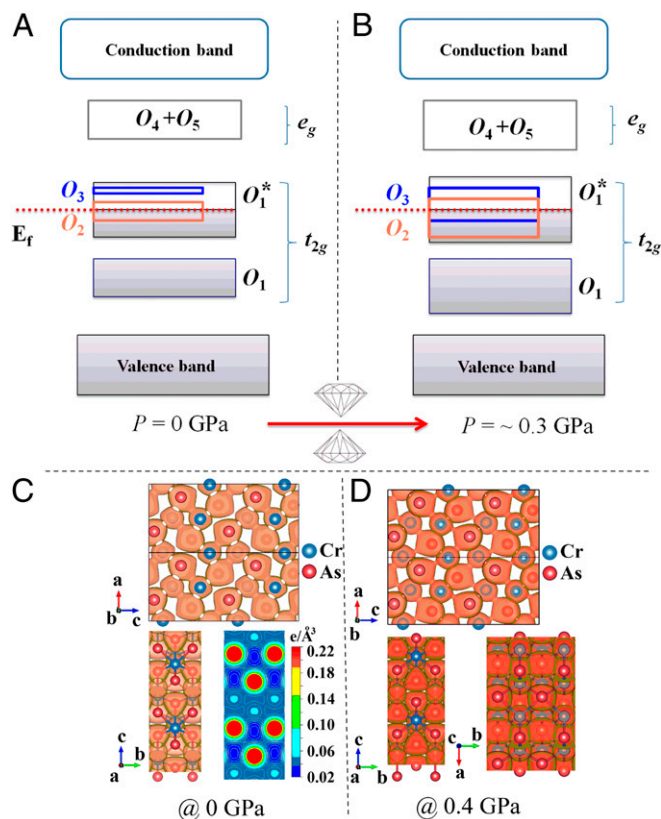 A
Conduction band
O4+O5
eg
O3
O1*
Ef
O2
t2g
O1
Valence band
P = 0 GPa
B
Conduction band
O4+O5
eg
O3
O1*
O2
t2g
O1
Valence band
P = ~ 0.3 GPa
C
Cr
As
a
b
c
e/Å³
0.22
0.18
0.10
0.06
0.02
c
a
b
@ 0 GPa
D
Cr
As
a
b
c
c
a
b
c
b
a
@ 0.4 GPa